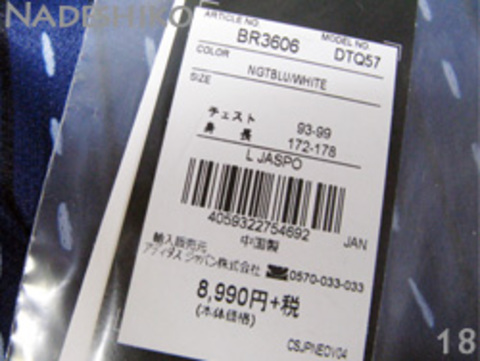 NADESHIKO
ARTICLE NO.
MODEL NO.
BR3606
DTQ57
COLOR
NGTBLU/WHITE
SIZE
チェスト 93-99
身長 172-178
L JASPO
4059322754692 JAN
中国製
輸入販売元
アディダス ジャパン株式会社 0570-033-033
8,990円+税
(本体価格)
CSJPNEOV04
18